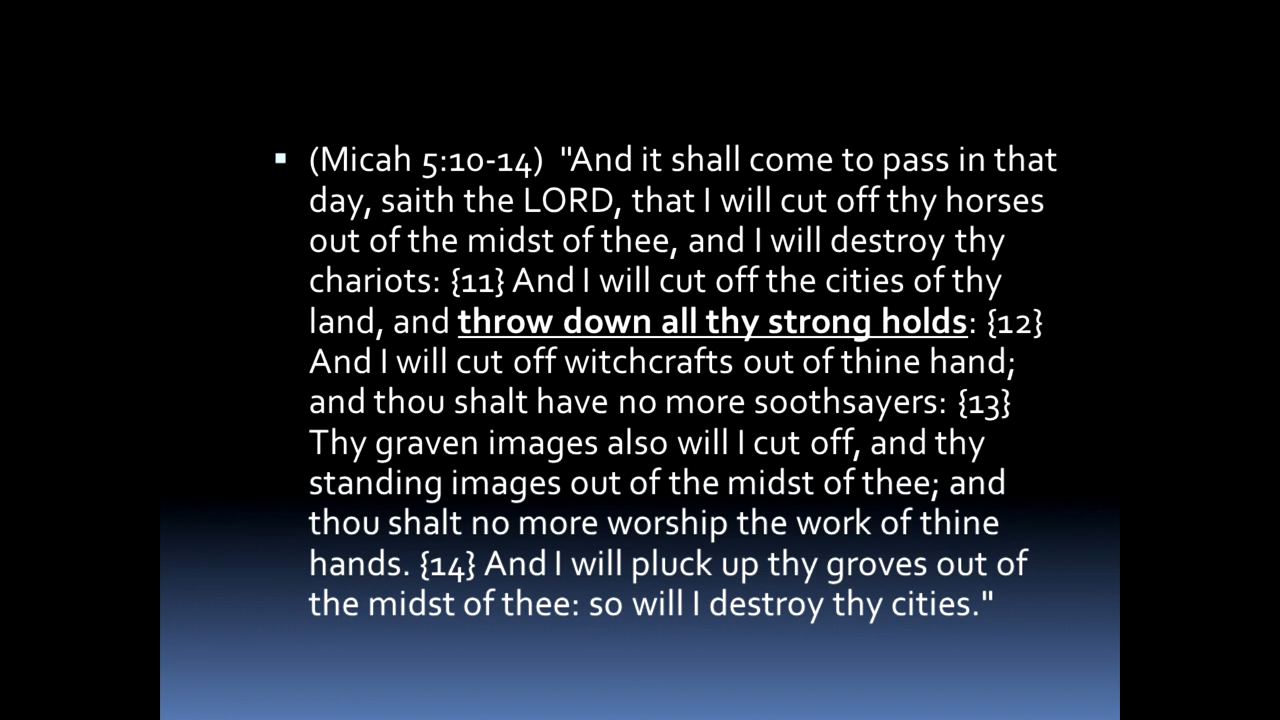 ▪ (Micah 5:10-14)  "And it shall come to pass in that
day, saith the LORD, that I will cut off thy horses
out of the midst of thee, and I will destroy thy
chariots: {11} And I will cut off the cities of thy
land, and throw down all thy strong holds: {12}
And I will cut off witchcrafts out of thine hand;
and thou shalt have no more soothsayers: {13}
Thy graven images also will I cut off, and thy
standing images out of the midst of thee; and
thou shalt no more worship the work of thine
hands. {14} And I will pluck up thy groves out of
the midst of thee: so will I destroy thy cities."